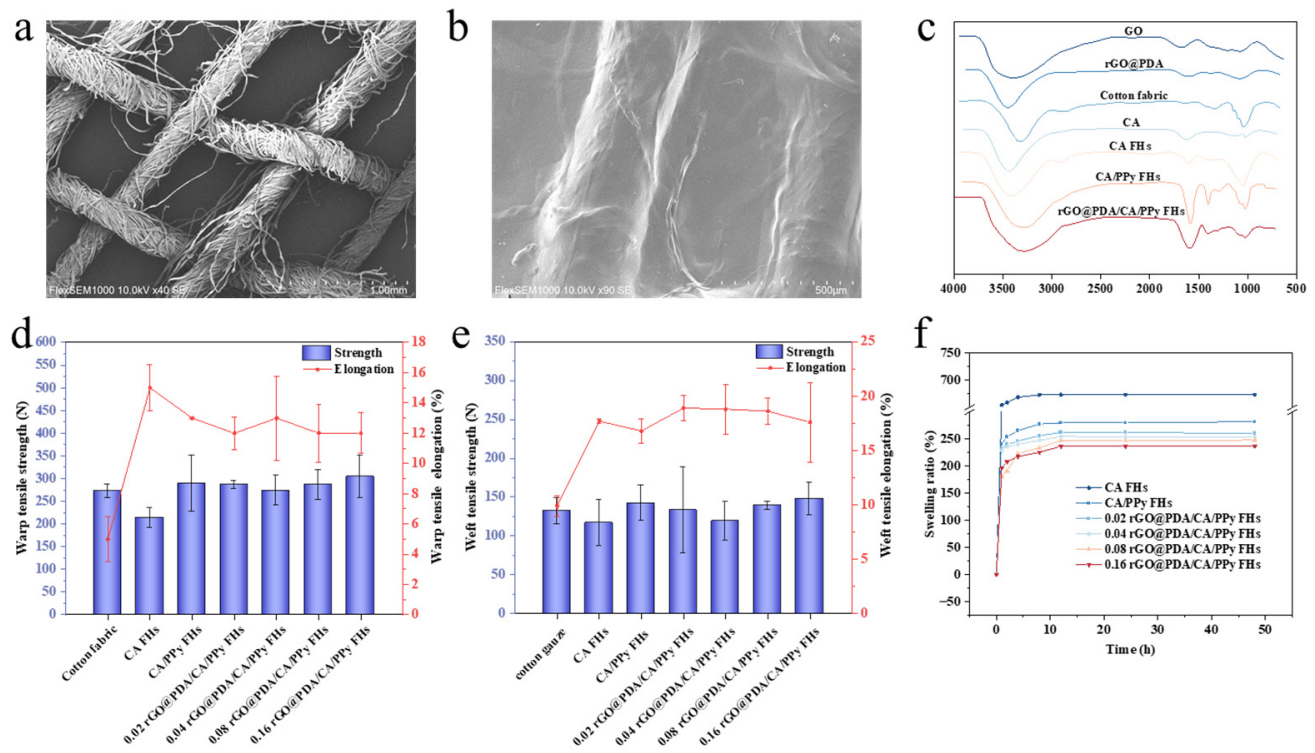 a
FlexSEM1000 10.0kV x40 SE
1.00mm
b
FlexSEM1000 10.0kV x90 SE
500µm
c
GO
rGO@PDA
Cotton fabric
CA
CA FHs
CA/PPy FHs
rGO@PDA/CA/PPy FHs
4000 3500 3000 2500 2000 1500 1000 500
d
Strength
Elongation
Warp tensile strength (N)
600
550
500
450
400
350
300
250
200
150
100
50
0
Warp tensile elongation (%)
18
16
14
12
10
8
6
4
2
0
Cotton fabric
CA FHs
CA/PPy FHs
0.02 rGO@PDA/CA/PPy FHs
0.04 rGO@PDA/CA/PPy FHs
0.08 rGO@PDA/CA/PPy FHs
0.16 rGO@PDA/CA/PPy FHs
e
Strength
Elongation
Weft tensile strength (N)
350
300
250
200
150
100
50
0
Weft tensile elongation (%)
25
20
15
10
5
0
cotton gauze
CA FHs
CA/PPy FHs
0.02 rGO@PDA/CA/PPy FHs
0.04 rGO@PDA/CA/PPy FHs
0.08 rGO@PDA/CA/PPy FHs
0.16 rGO@PDA/CA/PPy FHs
f
Swelling ratio (%)
750
700
250
200
150
100
50
0
−50
CA FHs
CA/PPy FHs
0.02 rGO@PDA/CA/PPy FHs
0.04 rGO@PDA/CA/PPy FHs
0.08 rGO@PDA/CA/PPy FHs
0.16 rGO@PDA/CA/PPy FHs
0 10 20 30 40 50
Time (h)